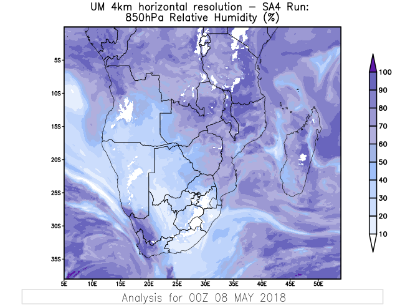 UM 4km horizontal resolution - SA4 Run:
850hPa Relative Humidity (%)
5S
10S
15S
20S
25S
30S
35S
5E 10E 15E 20E 25E 30E 35E 40E 45E 50E
100
90
80
70
60
50
40
30
20
10
Analysis for 00Z 08 MAY 2018